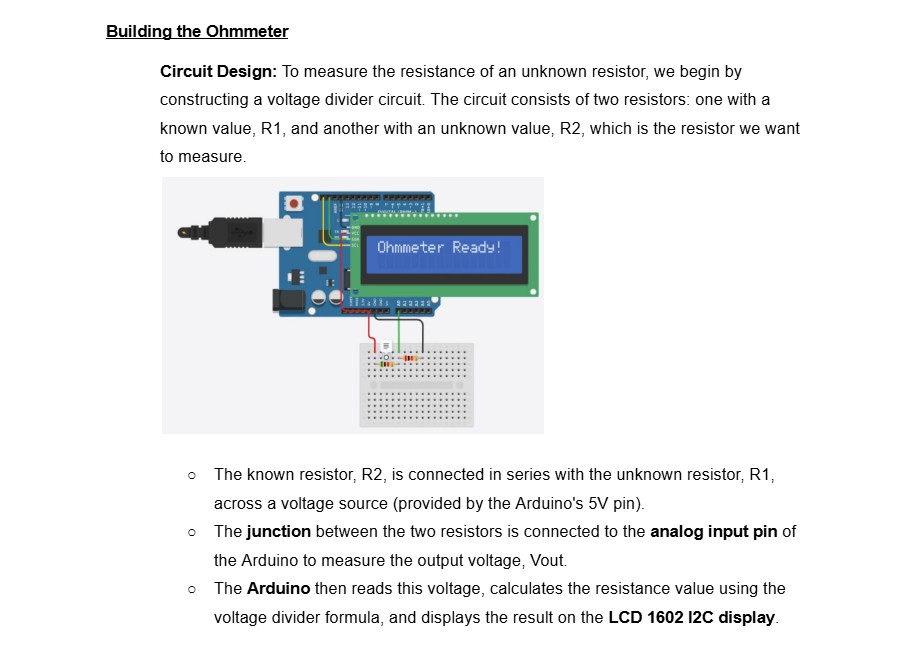 Building the Ohmmeter
Circuit Design: To measure the resistance of an unknown resistor, we begin by
constructing a voltage divider circuit. The circuit consists of two resistors: one with a
known value, R1, and another with an unknown value, R2, which is the resistor we want
to measure.
Ohmmeter Ready!
○ The known resistor, R2, is connected in series with the unknown resistor, R1,
across a voltage source (provided by the Arduino's 5V pin).
○ The junction between the two resistors is connected to the analog input pin of
the Arduino to measure the output voltage, Vout.
○ The Arduino then reads this voltage, calculates the resistance value using the
voltage divider formula, and displays the result on the LCD 1602 I2C display.